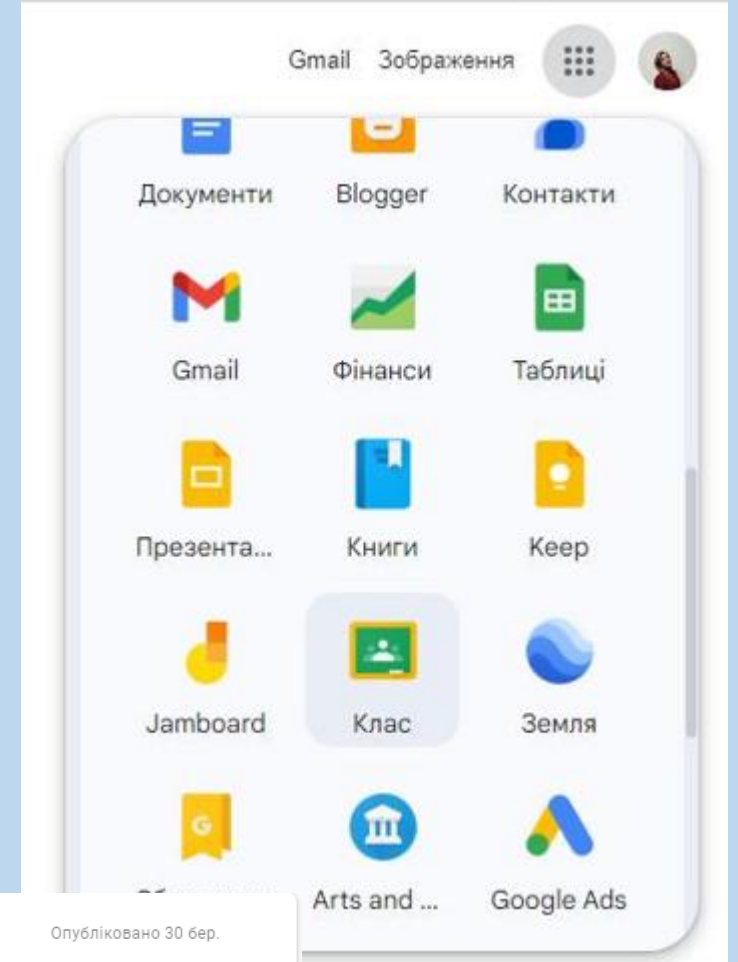 Gmail Зображення
Документи Blogger Контакти
Gmail Фінанси Таблиці
Презента... Книги Keep
Jamboard Клас Земля
G
Arts and ... Google Ads
Опубліковано 30 бер.